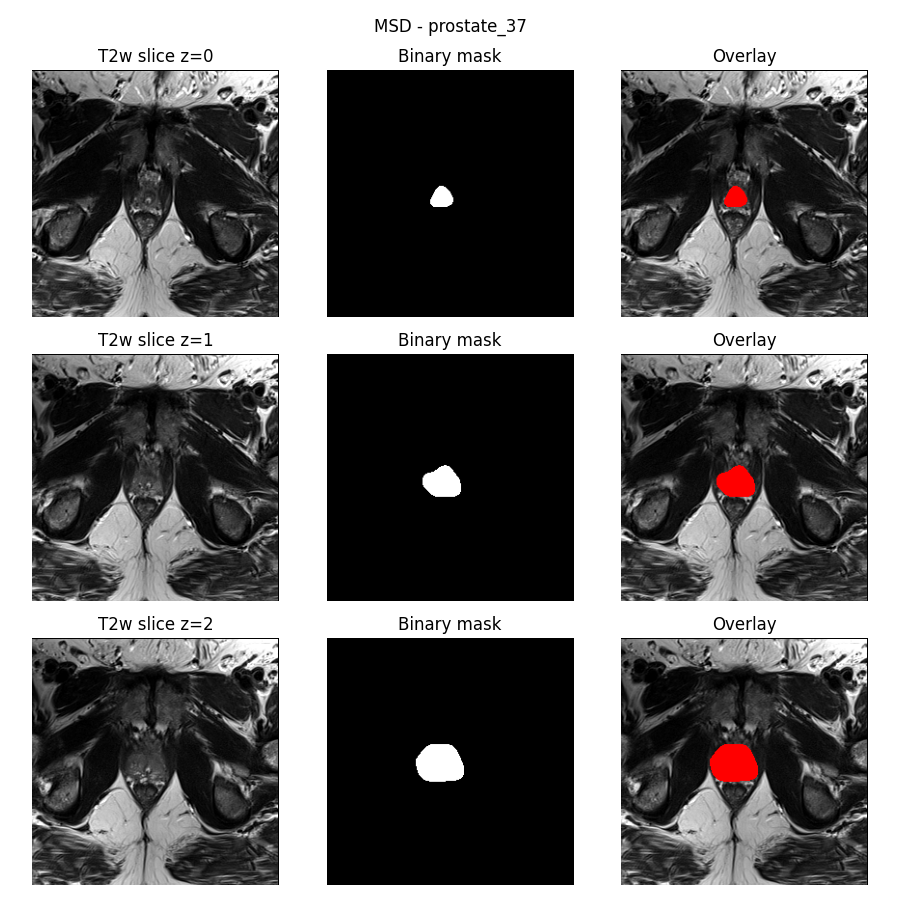 MSD - prostate_37
T2w slice z=0 Binary mask Overlay
T2w slice z=1 Binary mask Overlay
T2w slice z=2 Binary mask Overlay